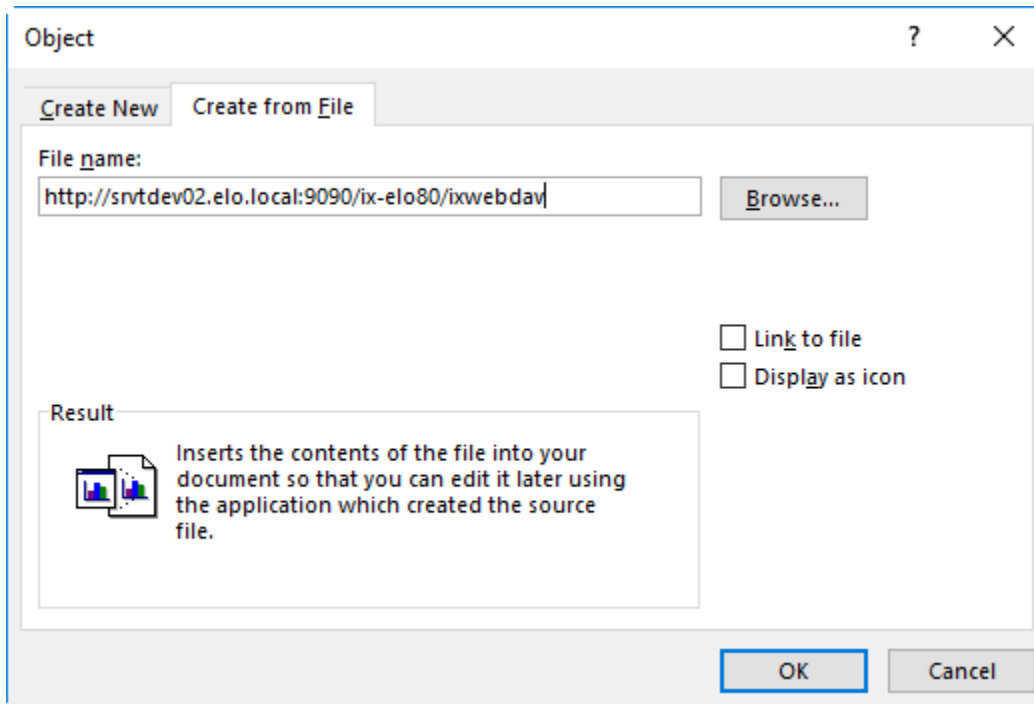 Object
Create New
Create from File
File name:
http://srvtdev02.elo.local:9090/ix-elo80/ixwebdav
Browse...
Link to file
Display as icon
Result
Inserts the contents of the file into your
document so that you can edit it later using
the application which created the source
file.
OK
Cancel